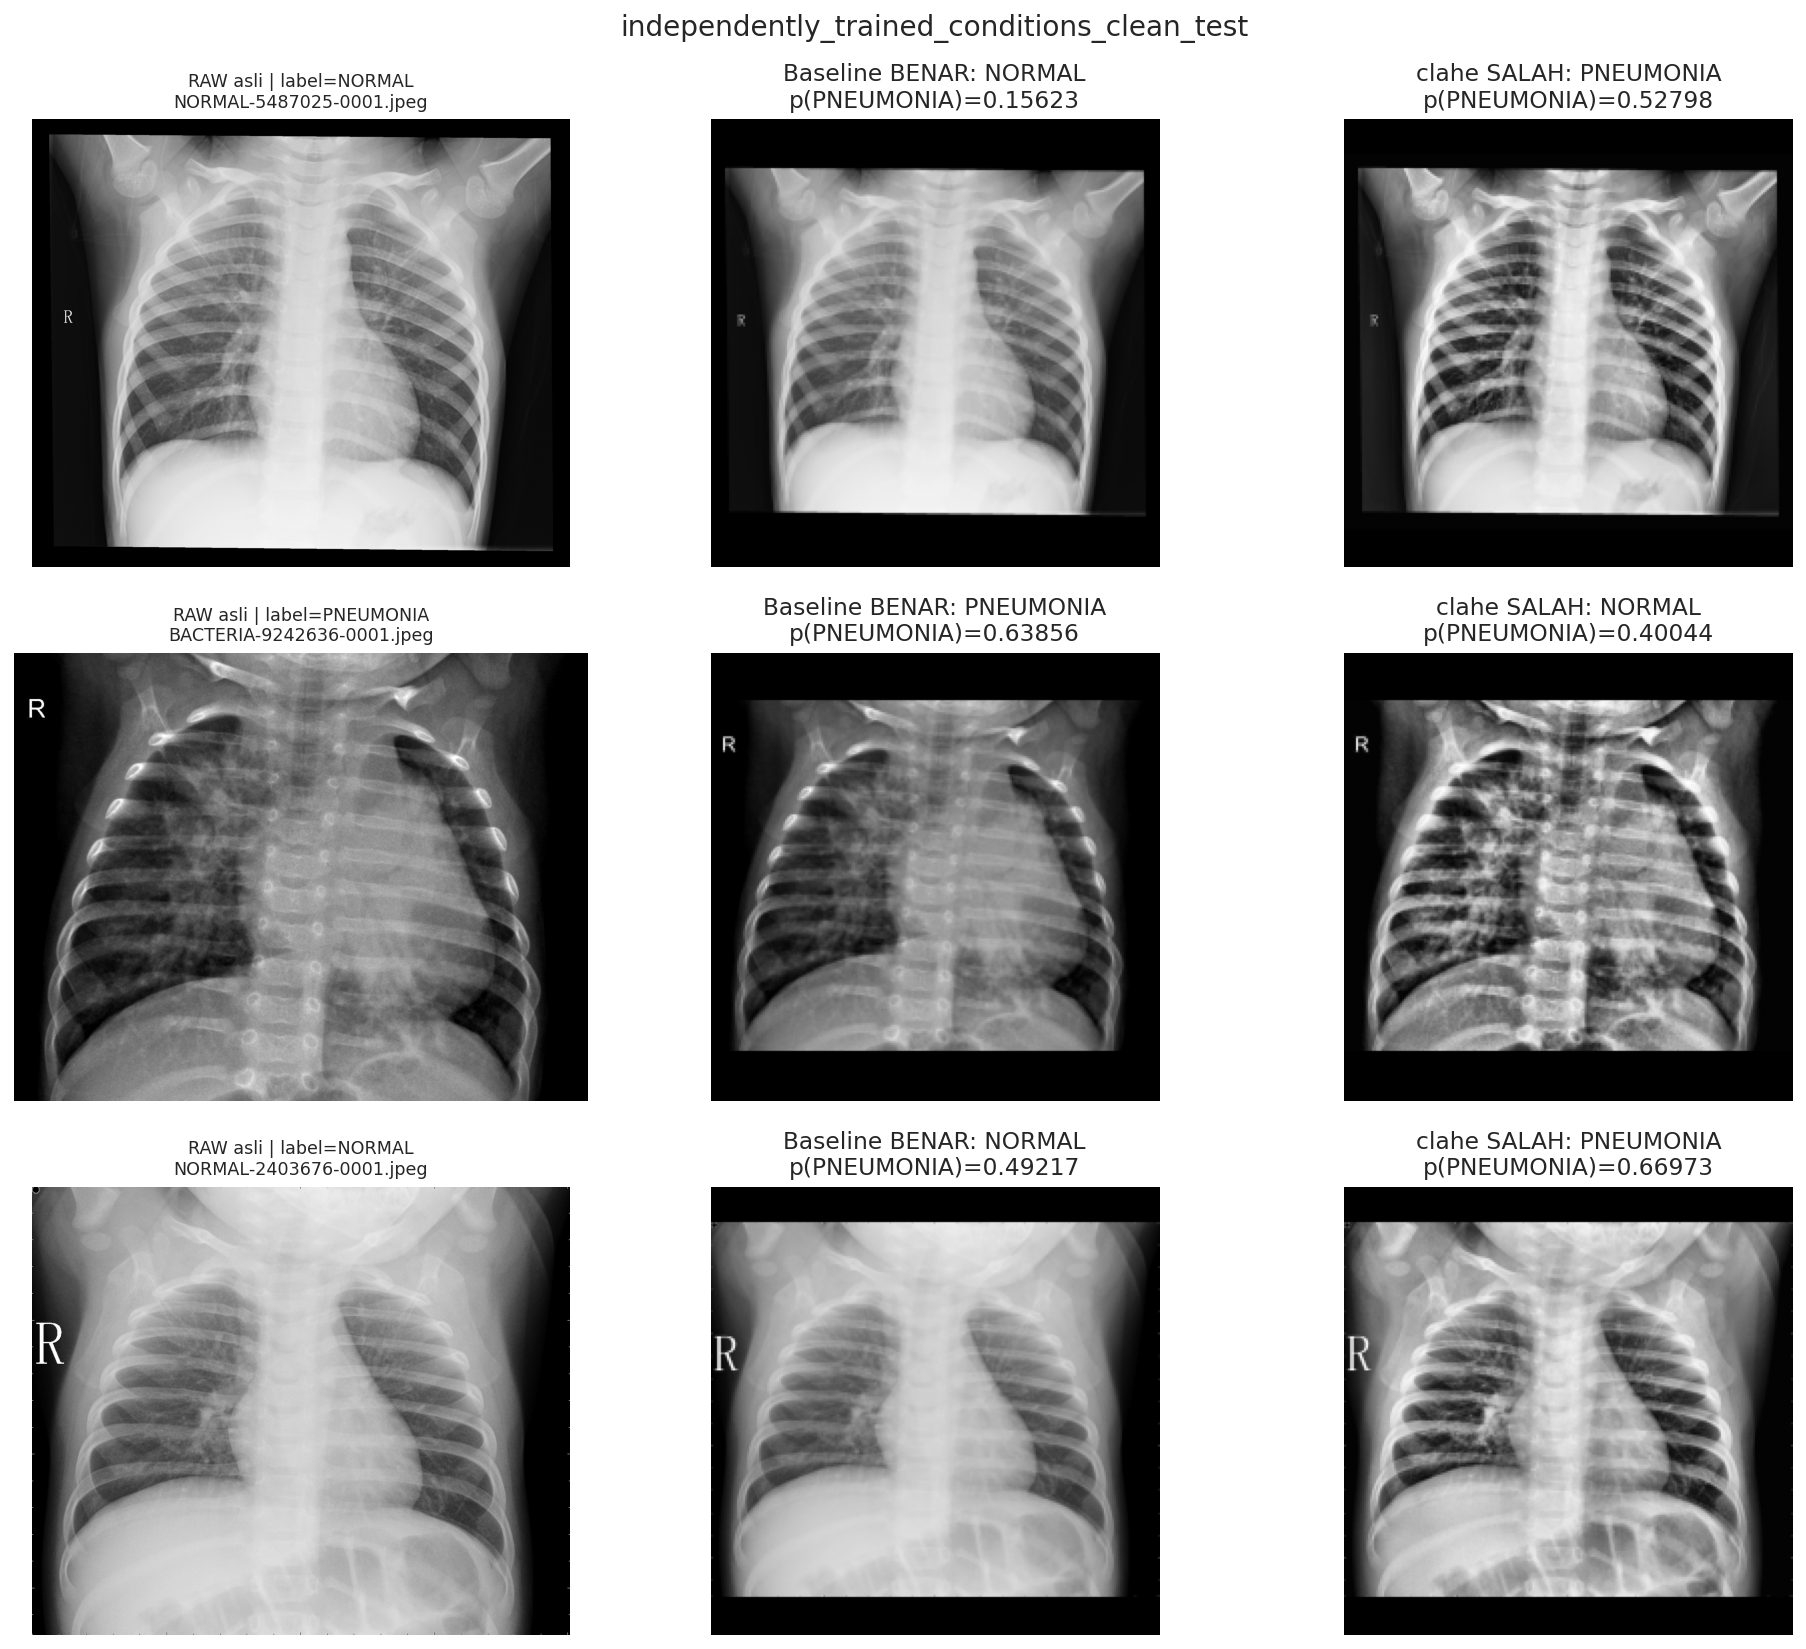 independently_trained_conditions_clean_test
RAW asli | label=NORMAL
NORMAL-5487025-0001.jpeg
Baseline BENAR: NORMAL
p(PNEUMONIA)=0.15623
clahe SALAH: PNEUMONIA
p(PNEUMONIA)=0.52798
R
R
R
RAW asli | label=PNEUMONIA
BACTERIA-9242636-0001.jpeg
Baseline BENAR: PNEUMONIA
p(PNEUMONIA)=0.63856
clahe SALAH: NORMAL
p(PNEUMONIA)=0.40044
R
R
R
RAW asli | label=NORMAL
NORMAL-2403676-0001.jpeg
Baseline BENAR: NORMAL
p(PNEUMONIA)=0.49217
clahe SALAH: PNEUMONIA
p(PNEUMONIA)=0.66973
R
R
R